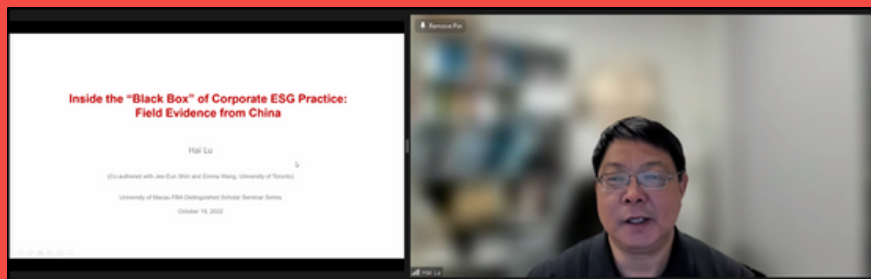 Inside the “Black Box” of Corporate ESG Practice:
Field Evidence from China
Hai Lu
(Co-authored with Jee-Eun Shin and Emma Wang, University of Toronto)
University of Macau FBA Distinguished Scholar Seminar Series
October 19, 2022
Remove Pin
Hai Lu